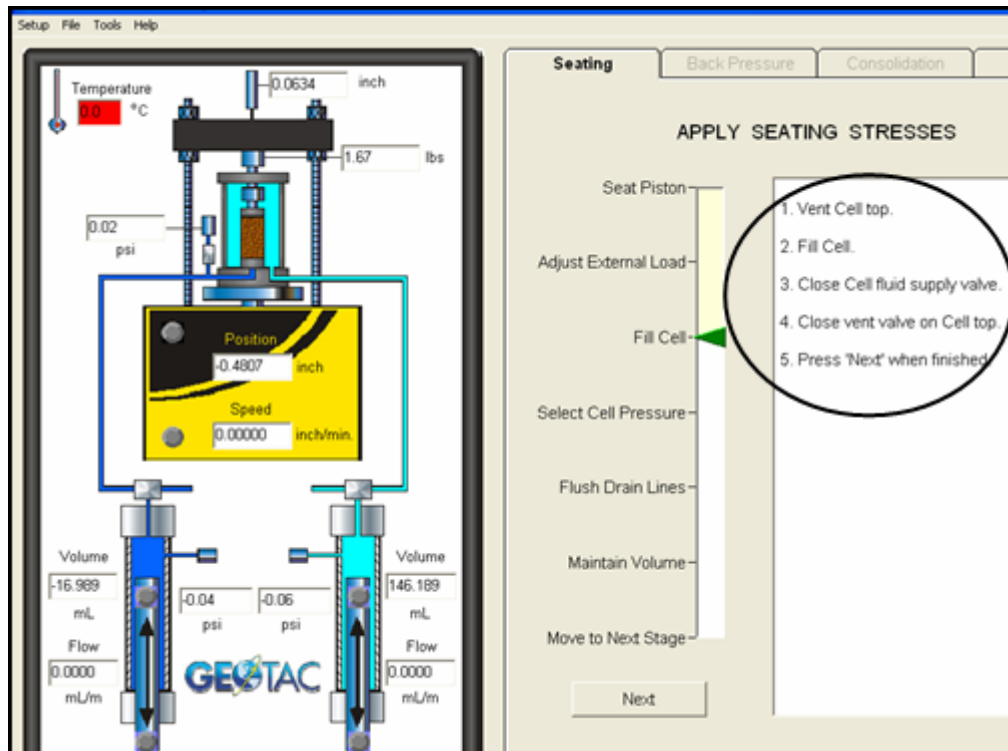 Setup File Tools Help
Temperature
0.0 °C
0.0634 inch
1.67 lbs
0.02
psi
Position
-0.4807 inch
Speed
0.00000 inch/min.
Volume
-16.989
mL
Flow
0.0000
mL/m
-0.04
psi
-0.06
psi
Volume
146.189
mL
Flow
0.0000
mL/m
GEOTAC
Seating Back Pressure Consolidation
APPLY SEATING STRESSES
Seat Piston
Adjust External Load
Fill Cell
Select Cell Pressure
Flush Drain Lines
Maintain Volume
Move to Next Stage
Next
1. Vent Cell top.
2. Fill Cell.
3. Close Cell fluid supply valve.
4. Close vent valve on Cell top.
5. Press 'Next' when finished